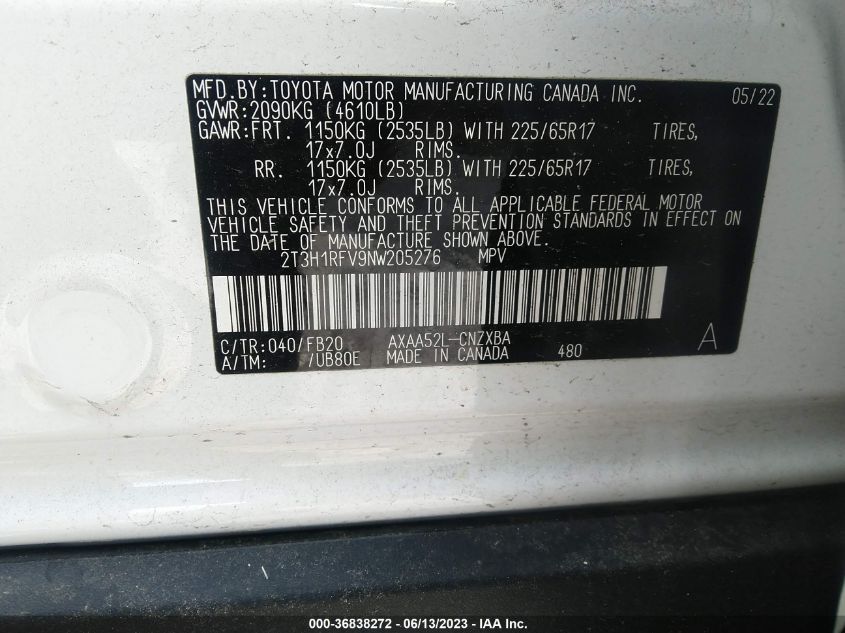 MFD.BY:TOYOTA MOTOR MANUFACTURING CANADA INC. 05/22
GVWR:2090KG (4610LB)
GAWR:FRT. 1150KG (2535LB) WITH 225/65R17 TIRES,
17x7.0J RIMS.
RR. 1150KG (2535LB) WITH 225/65R17 TIRES,
17x7.0J RIMS.
THIS VEHICLE CONFORMS TO ALL APPLICABLE FEDERAL MOTOR
VEHICLE SAFETY AND THEFT PREVENTION STANDARDS IN EFFECT ON
THE DATE OF MANUFACTURE SHOWN ABOVE.
2T3H1RFV9NW205276 MPV
C/TR:040/FB20 AXAA52L-CNZXBA A
A/TM: /UB80E MADE IN CANADA 480
000-36838272 - 06/13/2023 - IAA Inc.